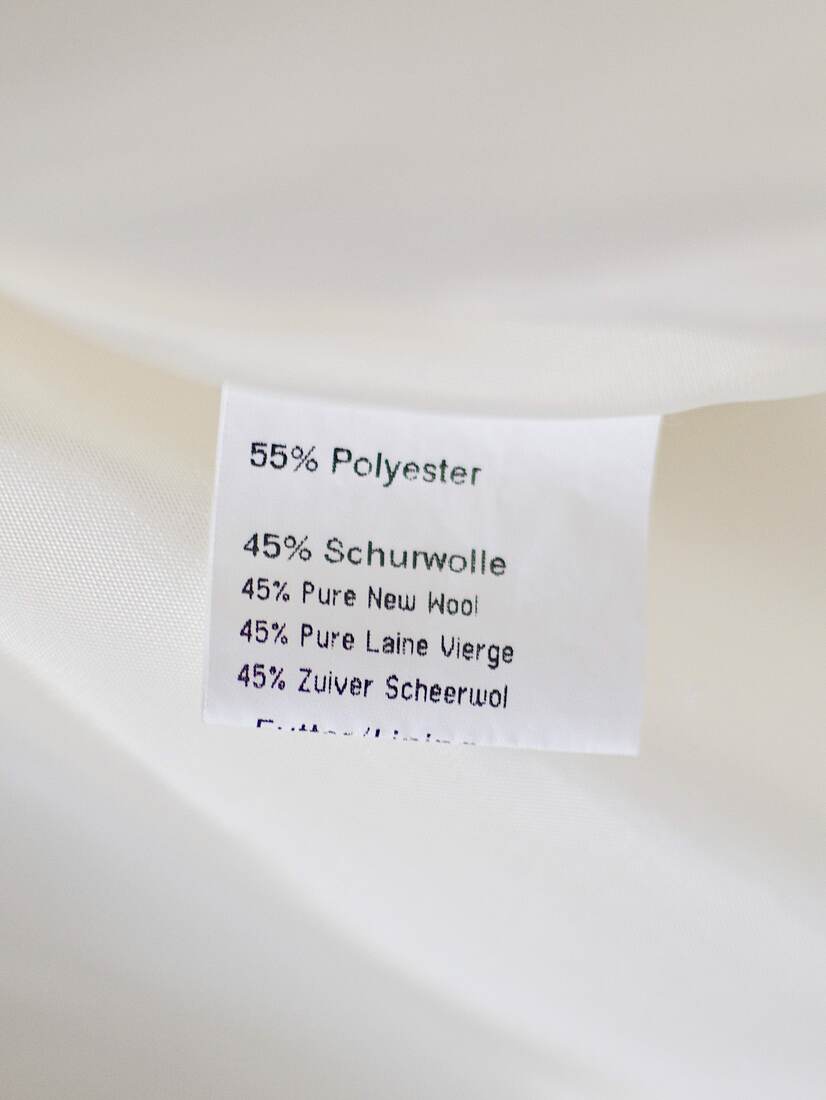 55% Polyester
45% Schurwolle
45% Pure New Wool
45% Pure Laine Vierge
45% Zuiver Scheerwol